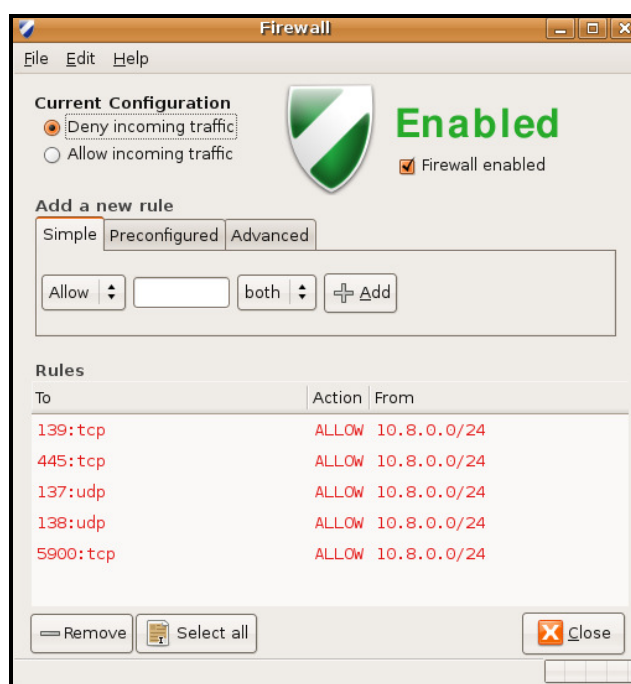 Firewall
File Edit Help
Current Configuration
Deny incoming traffic
Allow incoming traffic
Enabled
Firewall enabled
Add a new rule
Simple Preconfigured Advanced
Allow both Add
Rules
To Action From
139:tcp ALLOW 10.8.0.0/24
445:tcp ALLOW 10.8.0.0/24
137:udp ALLOW 10.8.0.0/24
138:udp ALLOW 10.8.0.0/24
5900:tcp ALLOW 10.8.0.0/24
Remove Select all Close